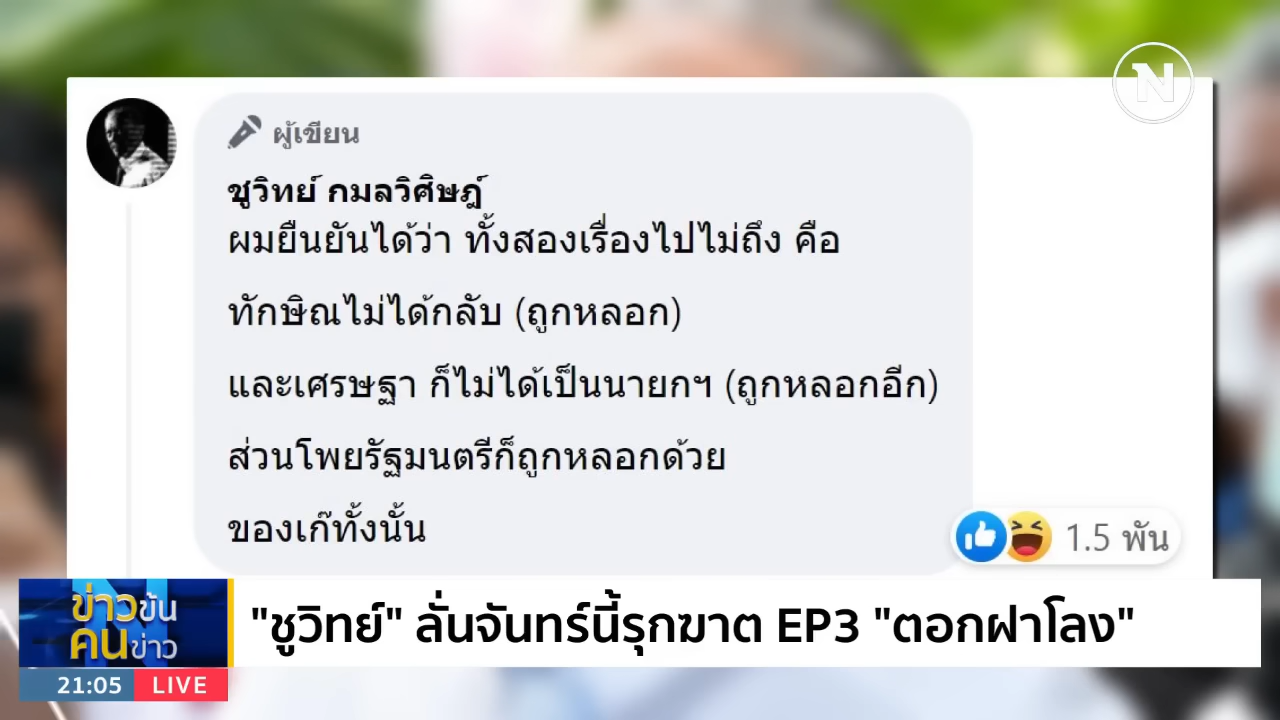 N
ผู้เขียน
ชูวิทย์ กมลวิศิษฎ์
ผมยืนยันได้ว่า ทั้งสองเรื่องไปไม่ถึง คือ
ทักษิณไม่ได้กลับ (ถูกหลอก)
และเศรษฐา ก็ไม่ได้เป็นนายกฯ (ถูกหลอกอีก)
ส่วนโพยรัฐมนตรีก็ถูกหลอกด้วย
ของเก๊ทั้งนั้น
1.5 พัน
ข่าวข้น
คนข่าว
"ชูวิทย์" ลั่นจันทร์นี้รุกฆาต EP3 "ตอกฝาโลง"
21:05 LIVE